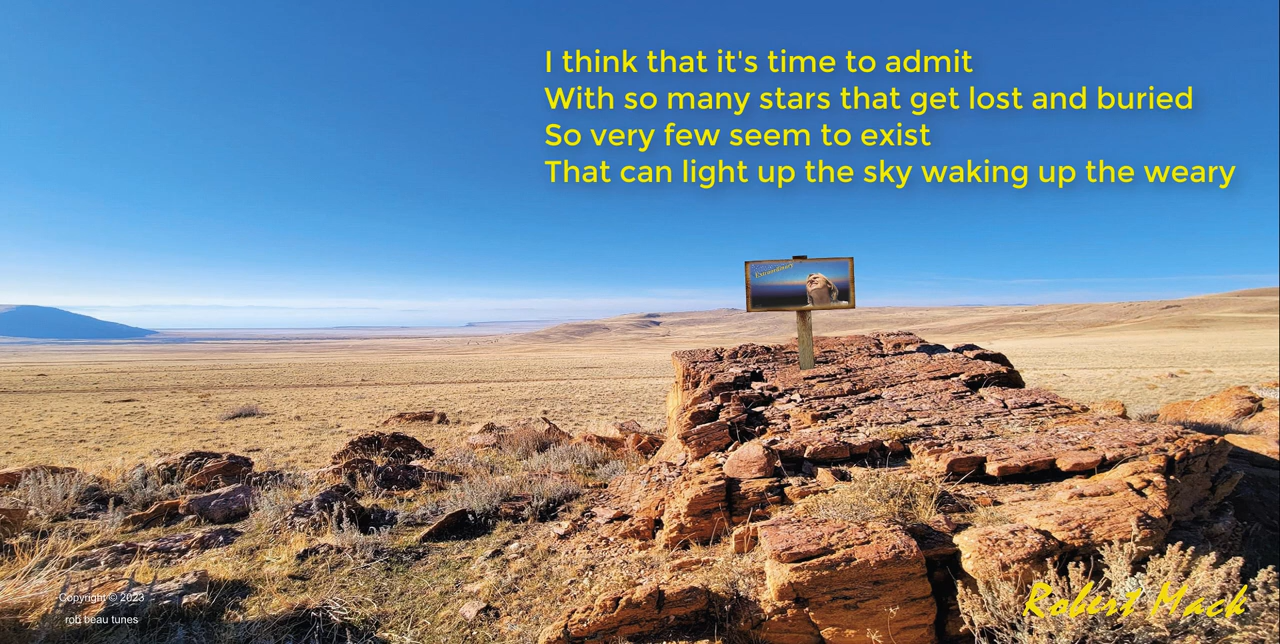 I think that it's time to admit
With so many stars that get lost and buried
So very few seem to exist
That can light up the sky waking up the weary
Extraordinary
Copyright © 2023
rob beau tunes
Robert Mack